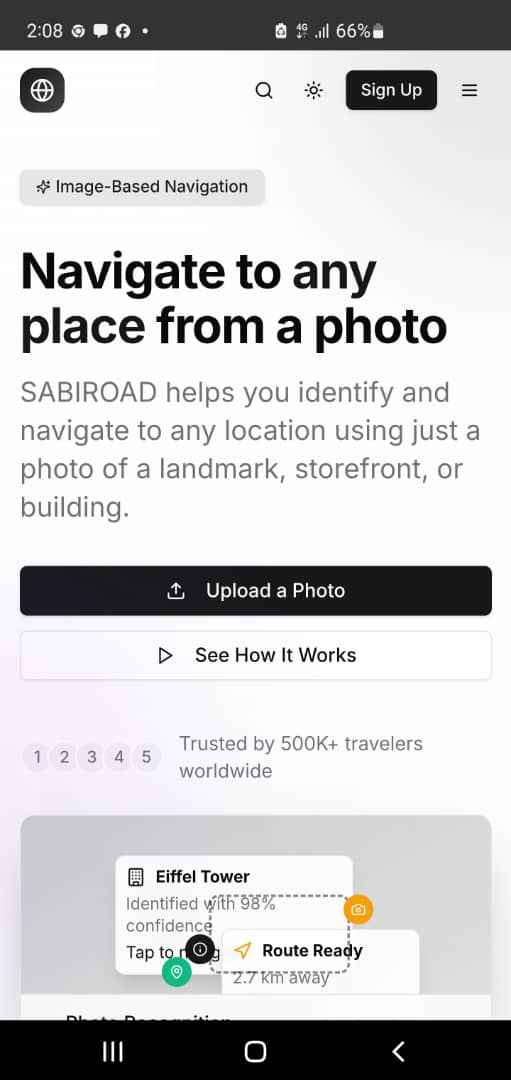 2:08
4G
66%
Sign Up
Image-Based Navigation
Navigate to any
place from a photo
SABIROAD helps you identify and
navigate to any location using just a
photo of a landmark, storefront, or
building.
Upload a Photo
See How It Works
1 2 3 4 5
Trusted by 500K+ travelers
worldwide
Eiffel Tower
Identified with 98%
confidence
Tap to
Route Ready
2.7 km away
Photo Recognition